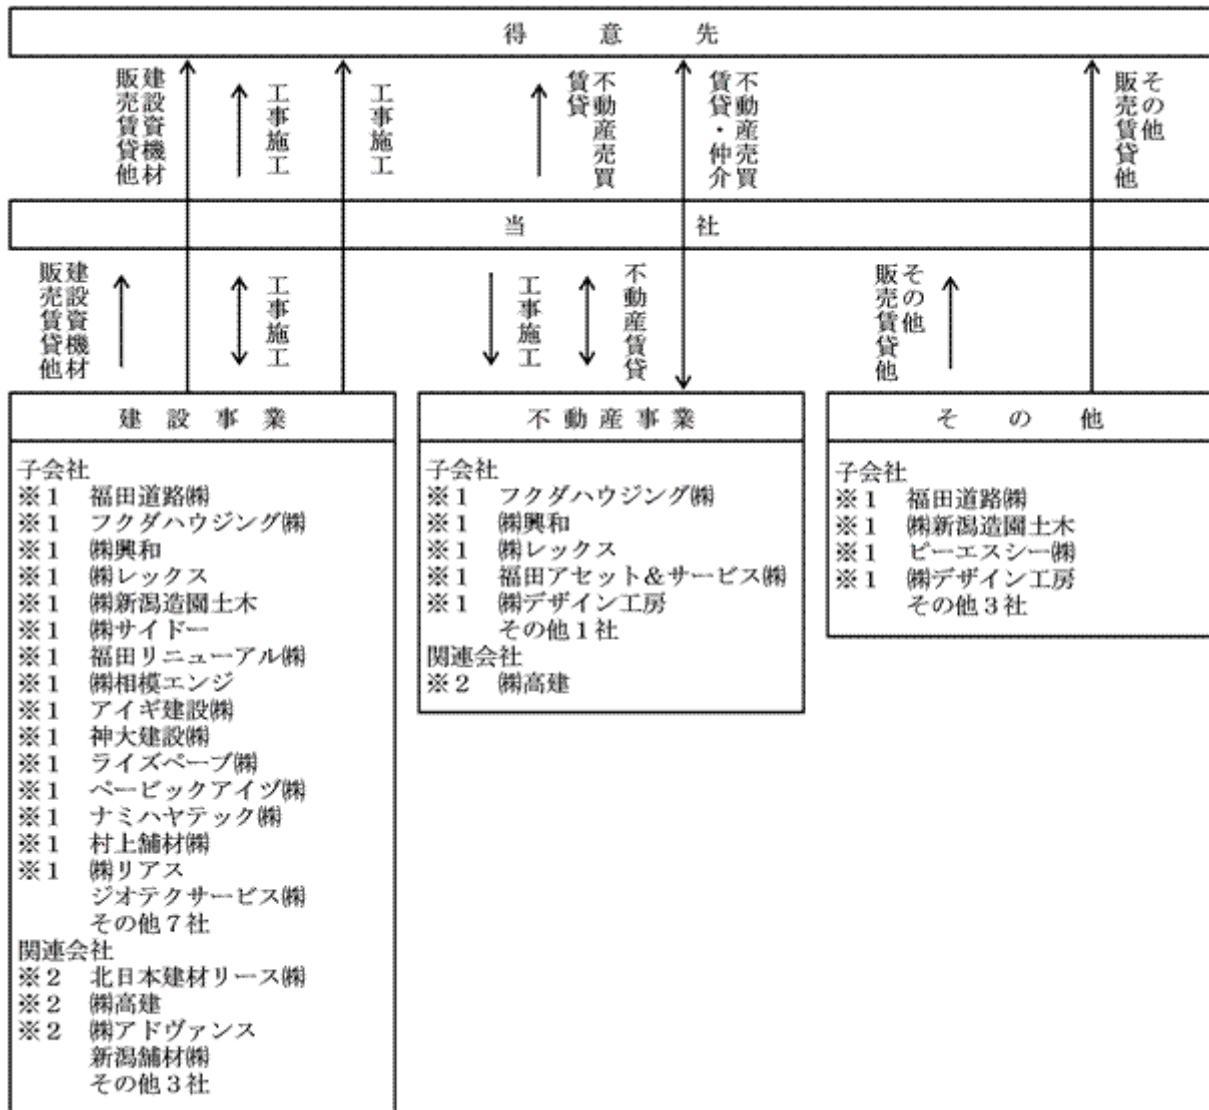 得意先
建設資機材
販売賃貸他
工事施工
工事施工
不動産売買
賃貸
不動産売買
賃貸・仲介
その他
販売賃貸他
当社
建設資機材
販売賃貸他
工事施工
工事施工
不動産賃貸
その他
販売賃貸他
建設事業
子会社
※1 福田道路㈱
※1 フクダハウジング㈱
※1 ㈱興和
※1 ㈱レックス
※1 ㈱新潟造園土木
※1 ㈱サイドー
※1 福田リニューアル㈱
※1 ㈱相模エンジ
※1 アイギ建設㈱
※1 神大建設㈱
※1 ライズペーブ㈱
※1 ペービックアイヅ㈱
※1 ナミハヤテック㈱
※1 村上舗材㈱
※1 ㈱リアス
ジオテクサービス㈱
その他7社
関連会社
※2 北日本建材リース㈱
※2 ㈱高建
※2 ㈱アドヴァンス
新潟舗材㈱
その他3社
不動産事業
子会社
※1 フクダハウジング㈱
※1 ㈱興和
※1 ㈱レックス
※1 福田アセット&サービス㈱
※1 ㈱デザイン工房
その他1社
関連会社
※2 ㈱高建
その他
子会社
※1 福田道路㈱
※1 ㈱新潟造園土木
※1 ピーエスシー㈱
※1 ㈱デザイン工房
その他3社